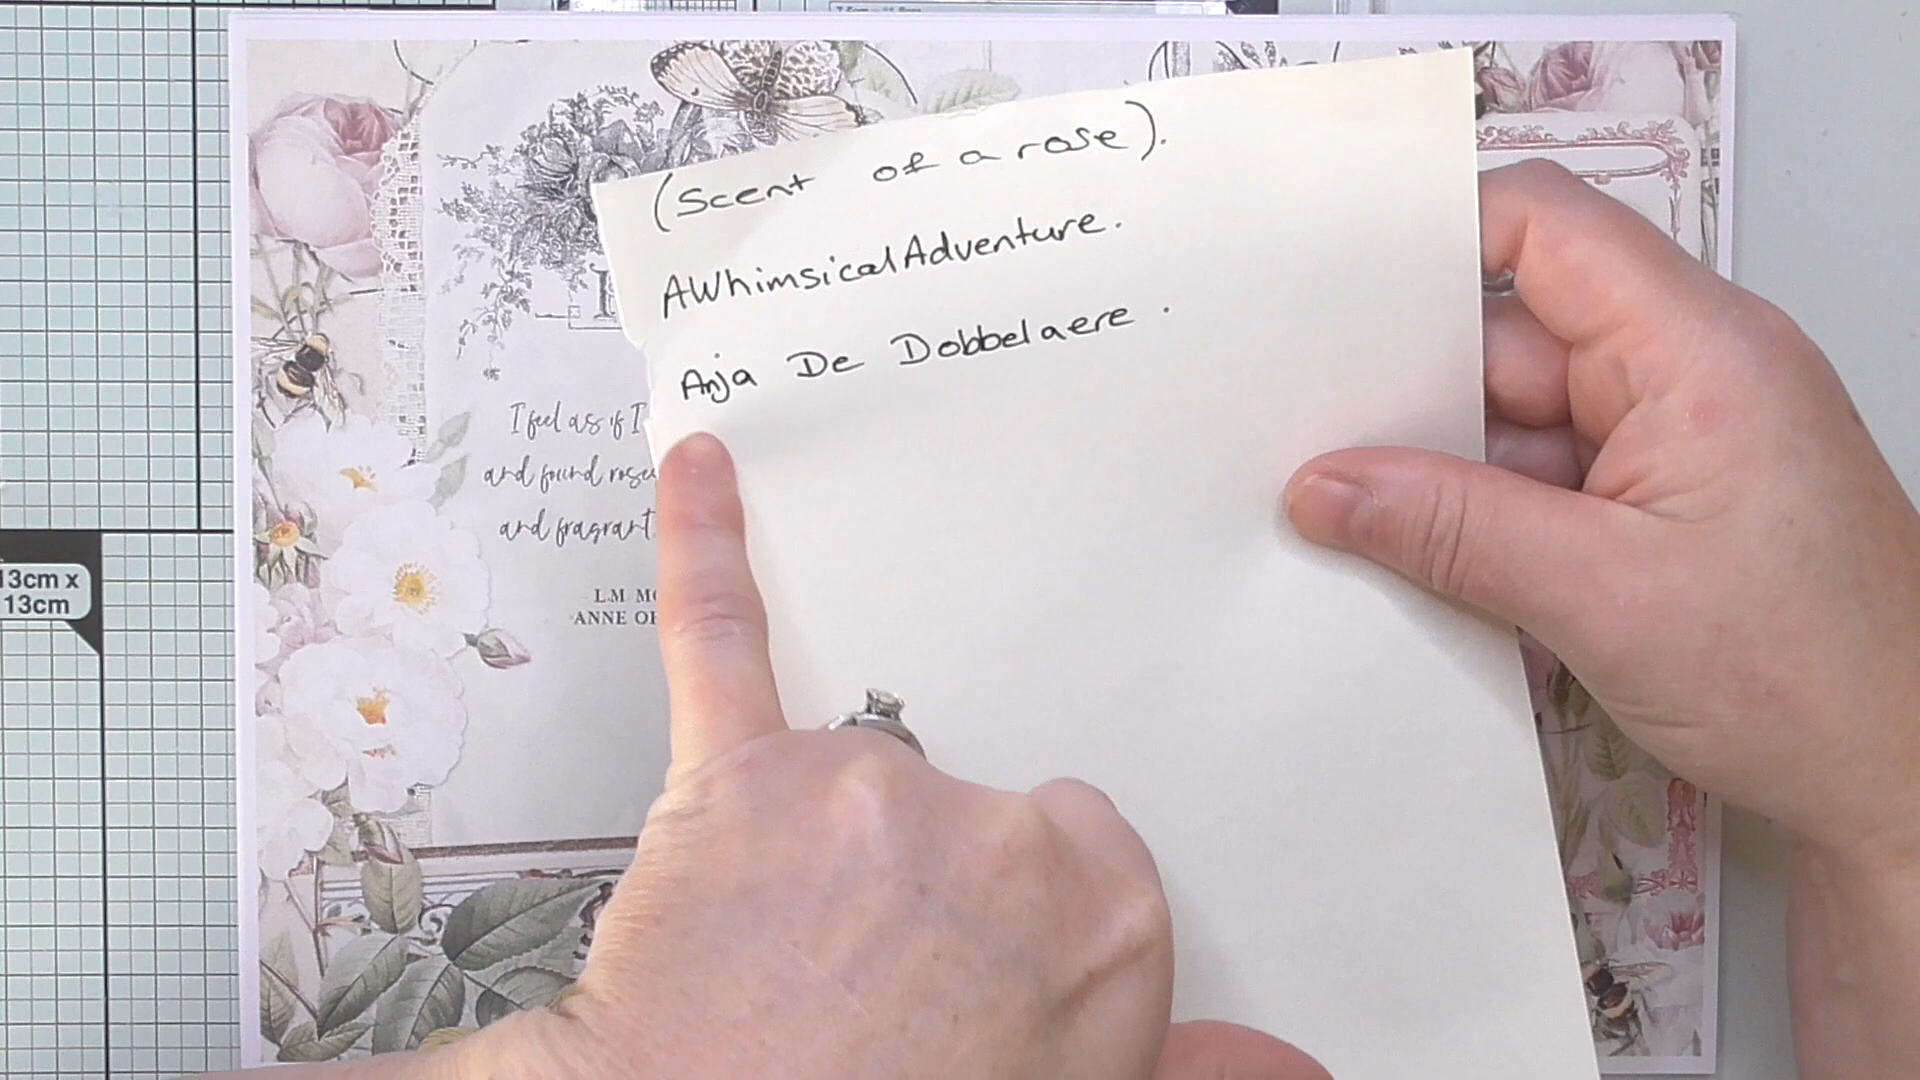 (Scent of a rose).
AWhimsicalAdventure.
Anja De Dobbelaere.
I feel as if I
and found roses
and fragrant
L.M
ANNE OF
13cm x
13cm